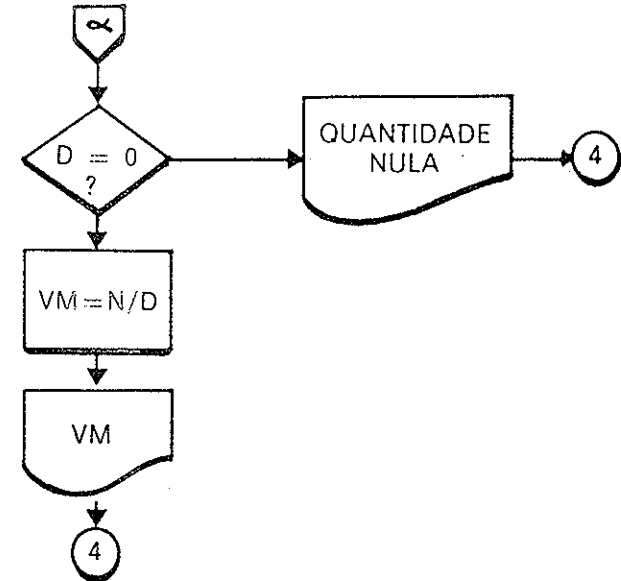 α
D = 0
?
QUANTIDADE
NULA
4
VM = N/D
VM
4